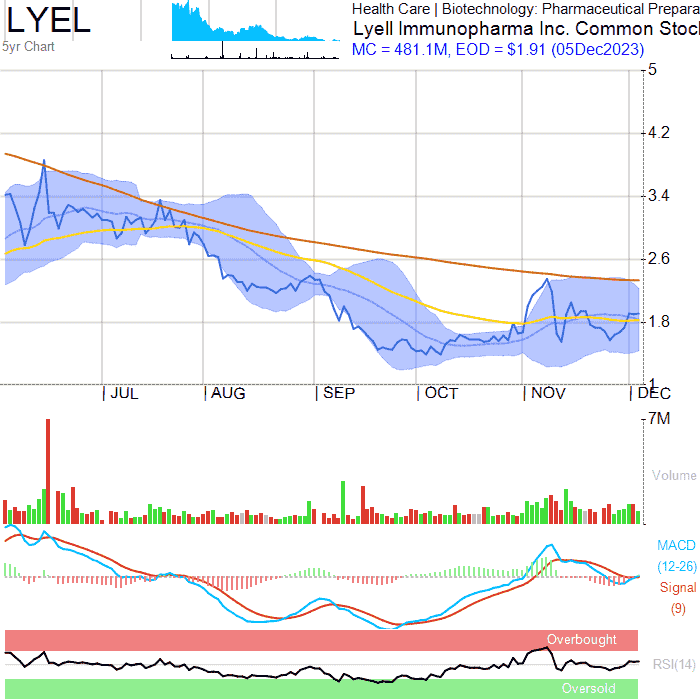 LYEL
5yr Chart
Health Care | Biotechnology: Pharmaceutical Prepara
Lyell Immunopharma Inc. Common Stoc
MC = 481.1M, EOD = $1.91 (05Dec2023)
5
4.2
3.4
2.6
1.8
1
JUL AUG SEP OCT NOV DEC
7M
Volume
MACD
(12-26)
Signal
(9)
Overbought
RSI(14)
Oversold